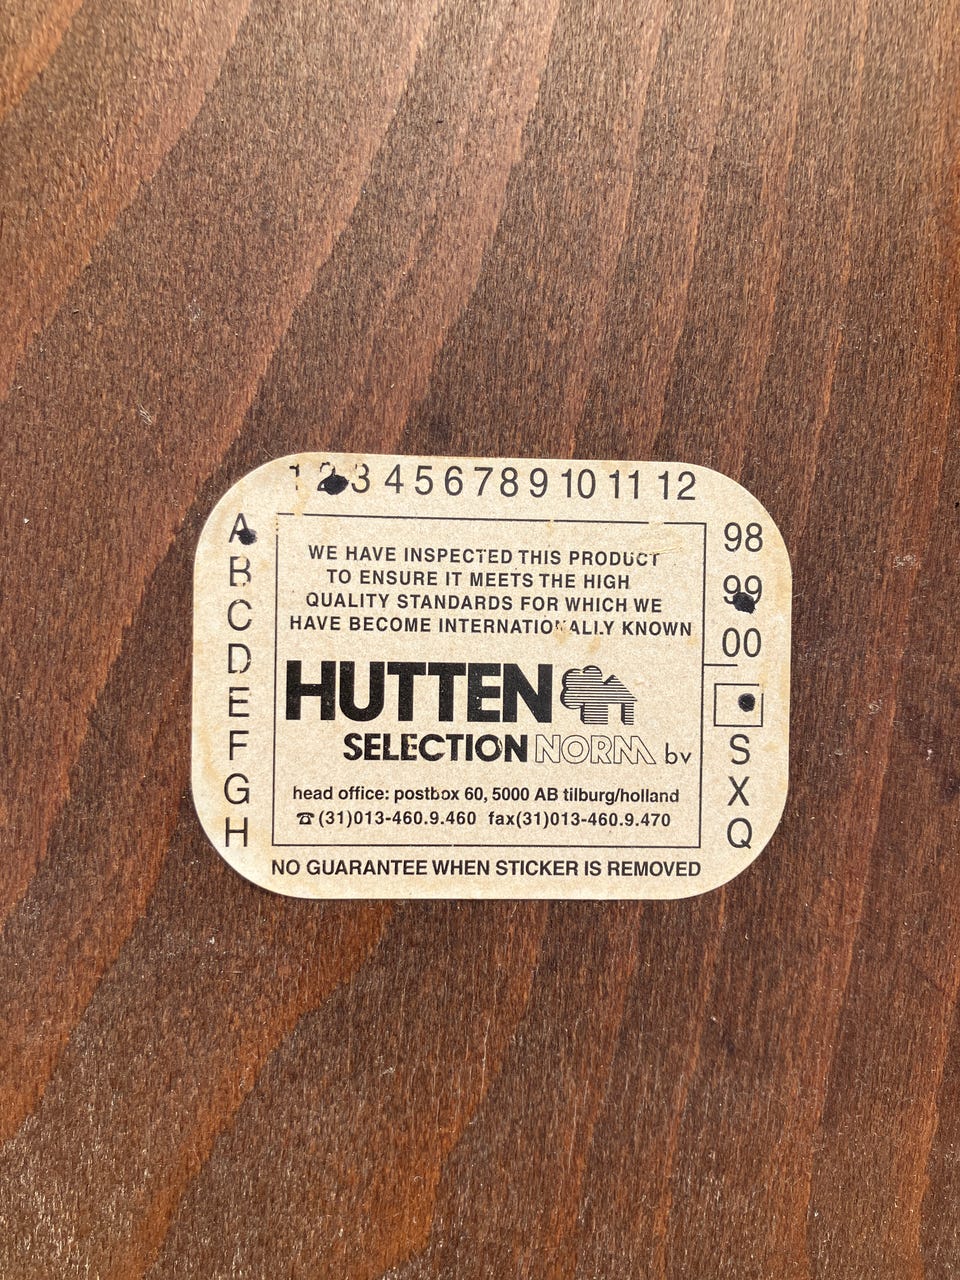 1 2 3 4 5 6 7 8 9 10 11 12
A
B
C
D
E
F
G
H
WE HAVE INSPECTED THIS PRODUCT
TO ENSURE IT MEETS THE HIGH
QUALITY STANDARDS FOR WHICH WE
HAVE BECOME INTERNATIONALLY KNOWN
HUTTEN
SELECTION NORM bv
head office: postbox 60, 5000 AB tilburg/holland
☎ (31)013-460.9.460 fax(31)013-460.9.470
98
99
00
S
X
Q
NO GUARANTEE WHEN STICKER IS REMOVED